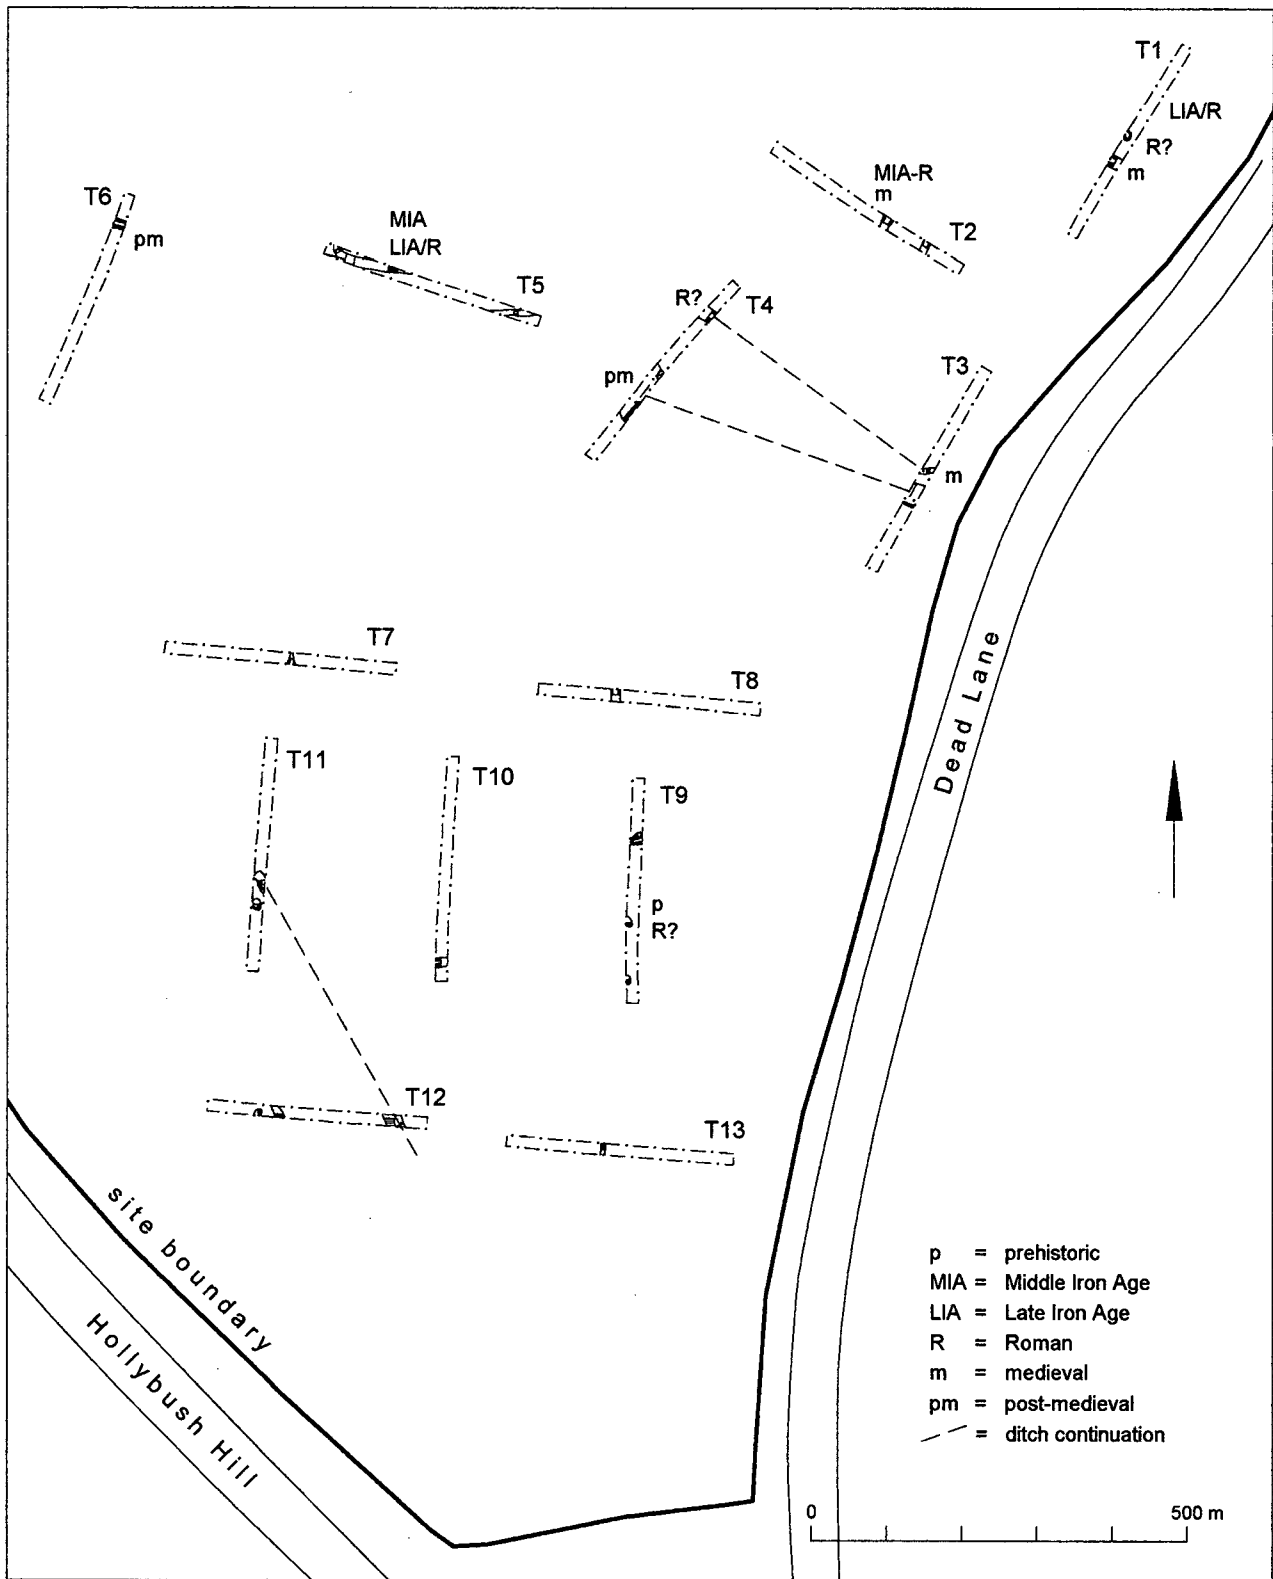 T1
LIA/R
R?
m
MIA-R
m
T2
T6
pm
MIA
LIA/R
T5
R?
T4
pm
T3
m
T7
T8
Dead Lane
T11
T10
T9
p
R?
T12
T13
site boundary
Hollybush Hill
p = prehistoric
MIA = Middle Iron Age
LIA = Late Iron Age
R = Roman
m = medieval
pm = post-medieval
= ditch continuation
0 500 m